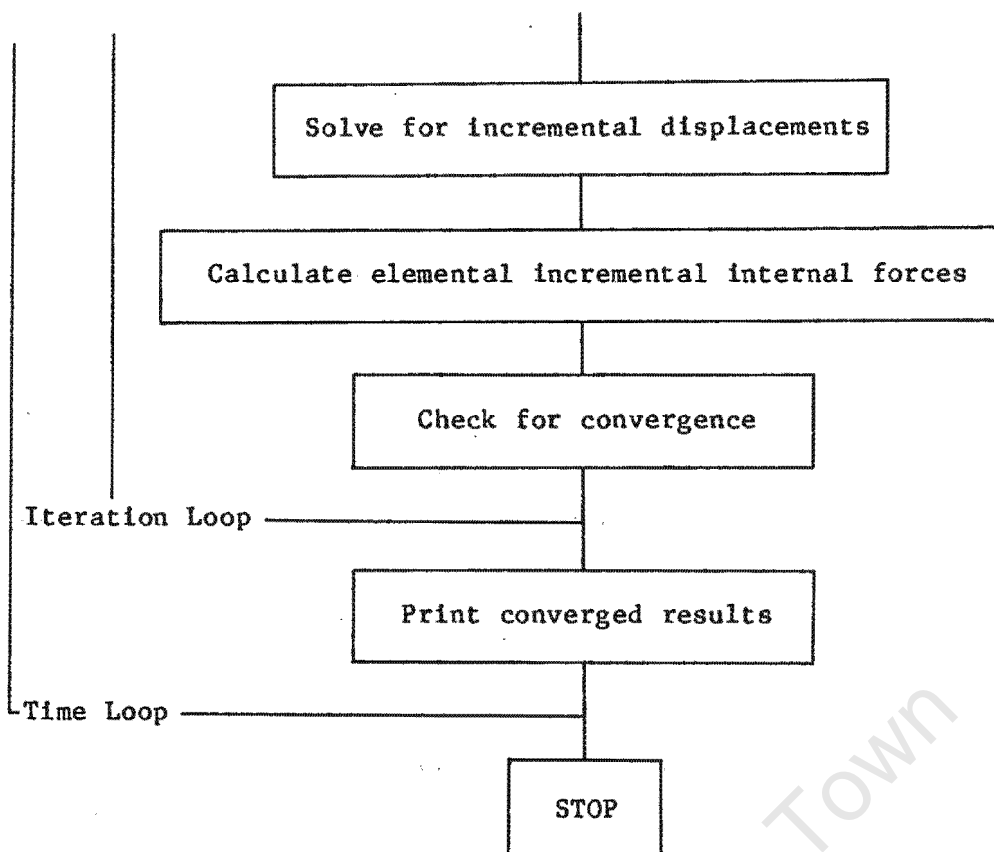 Solve for incremental displacements
Calculate elemental incremental internal forces
Check for convergence
Iteration Loop
Print converged results
Time Loop
STOP
Town